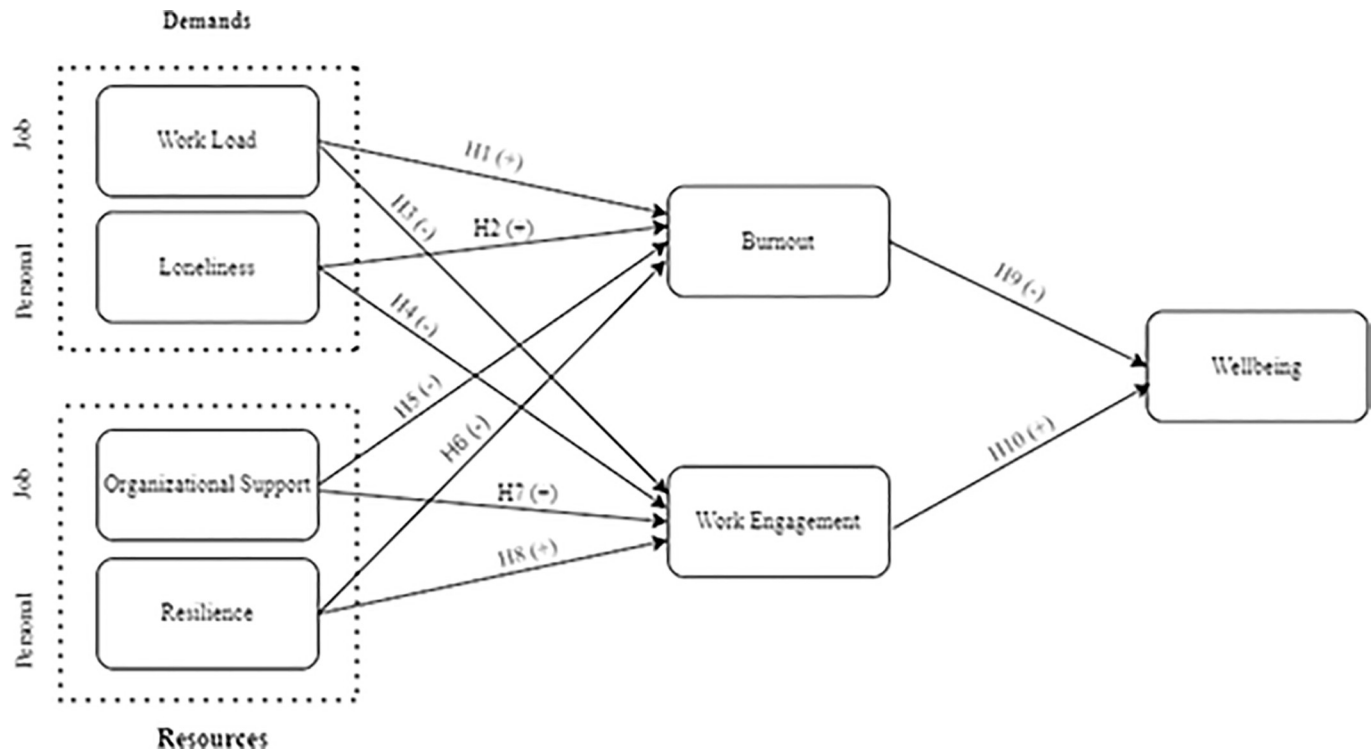 Demands
Job
Work Load
Personal
Loneliness
H1 (+)
H3 (-)
H2 (+)
H4 (-)
Burnout
H9 (-)
Wellbeing
H5 (-)
H6 (-)
H10 (+)
Job
Organizational Support
H7 (+)
Work Engagement
H8 (+)
Personal
Resilience
Resources